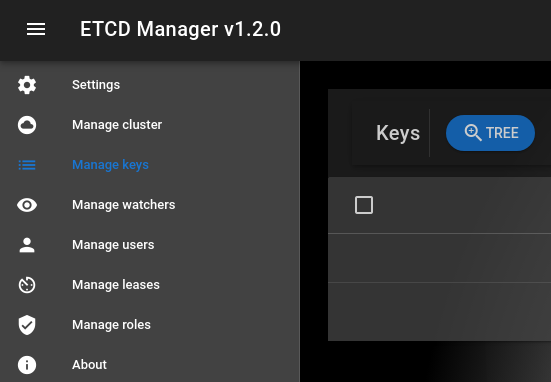 ETCD Manager v1.2.0
Settings
Manage cluster
Manage keys
Manage watchers
Manage users
Manage leases
Manage roles
About
Keys
TREE